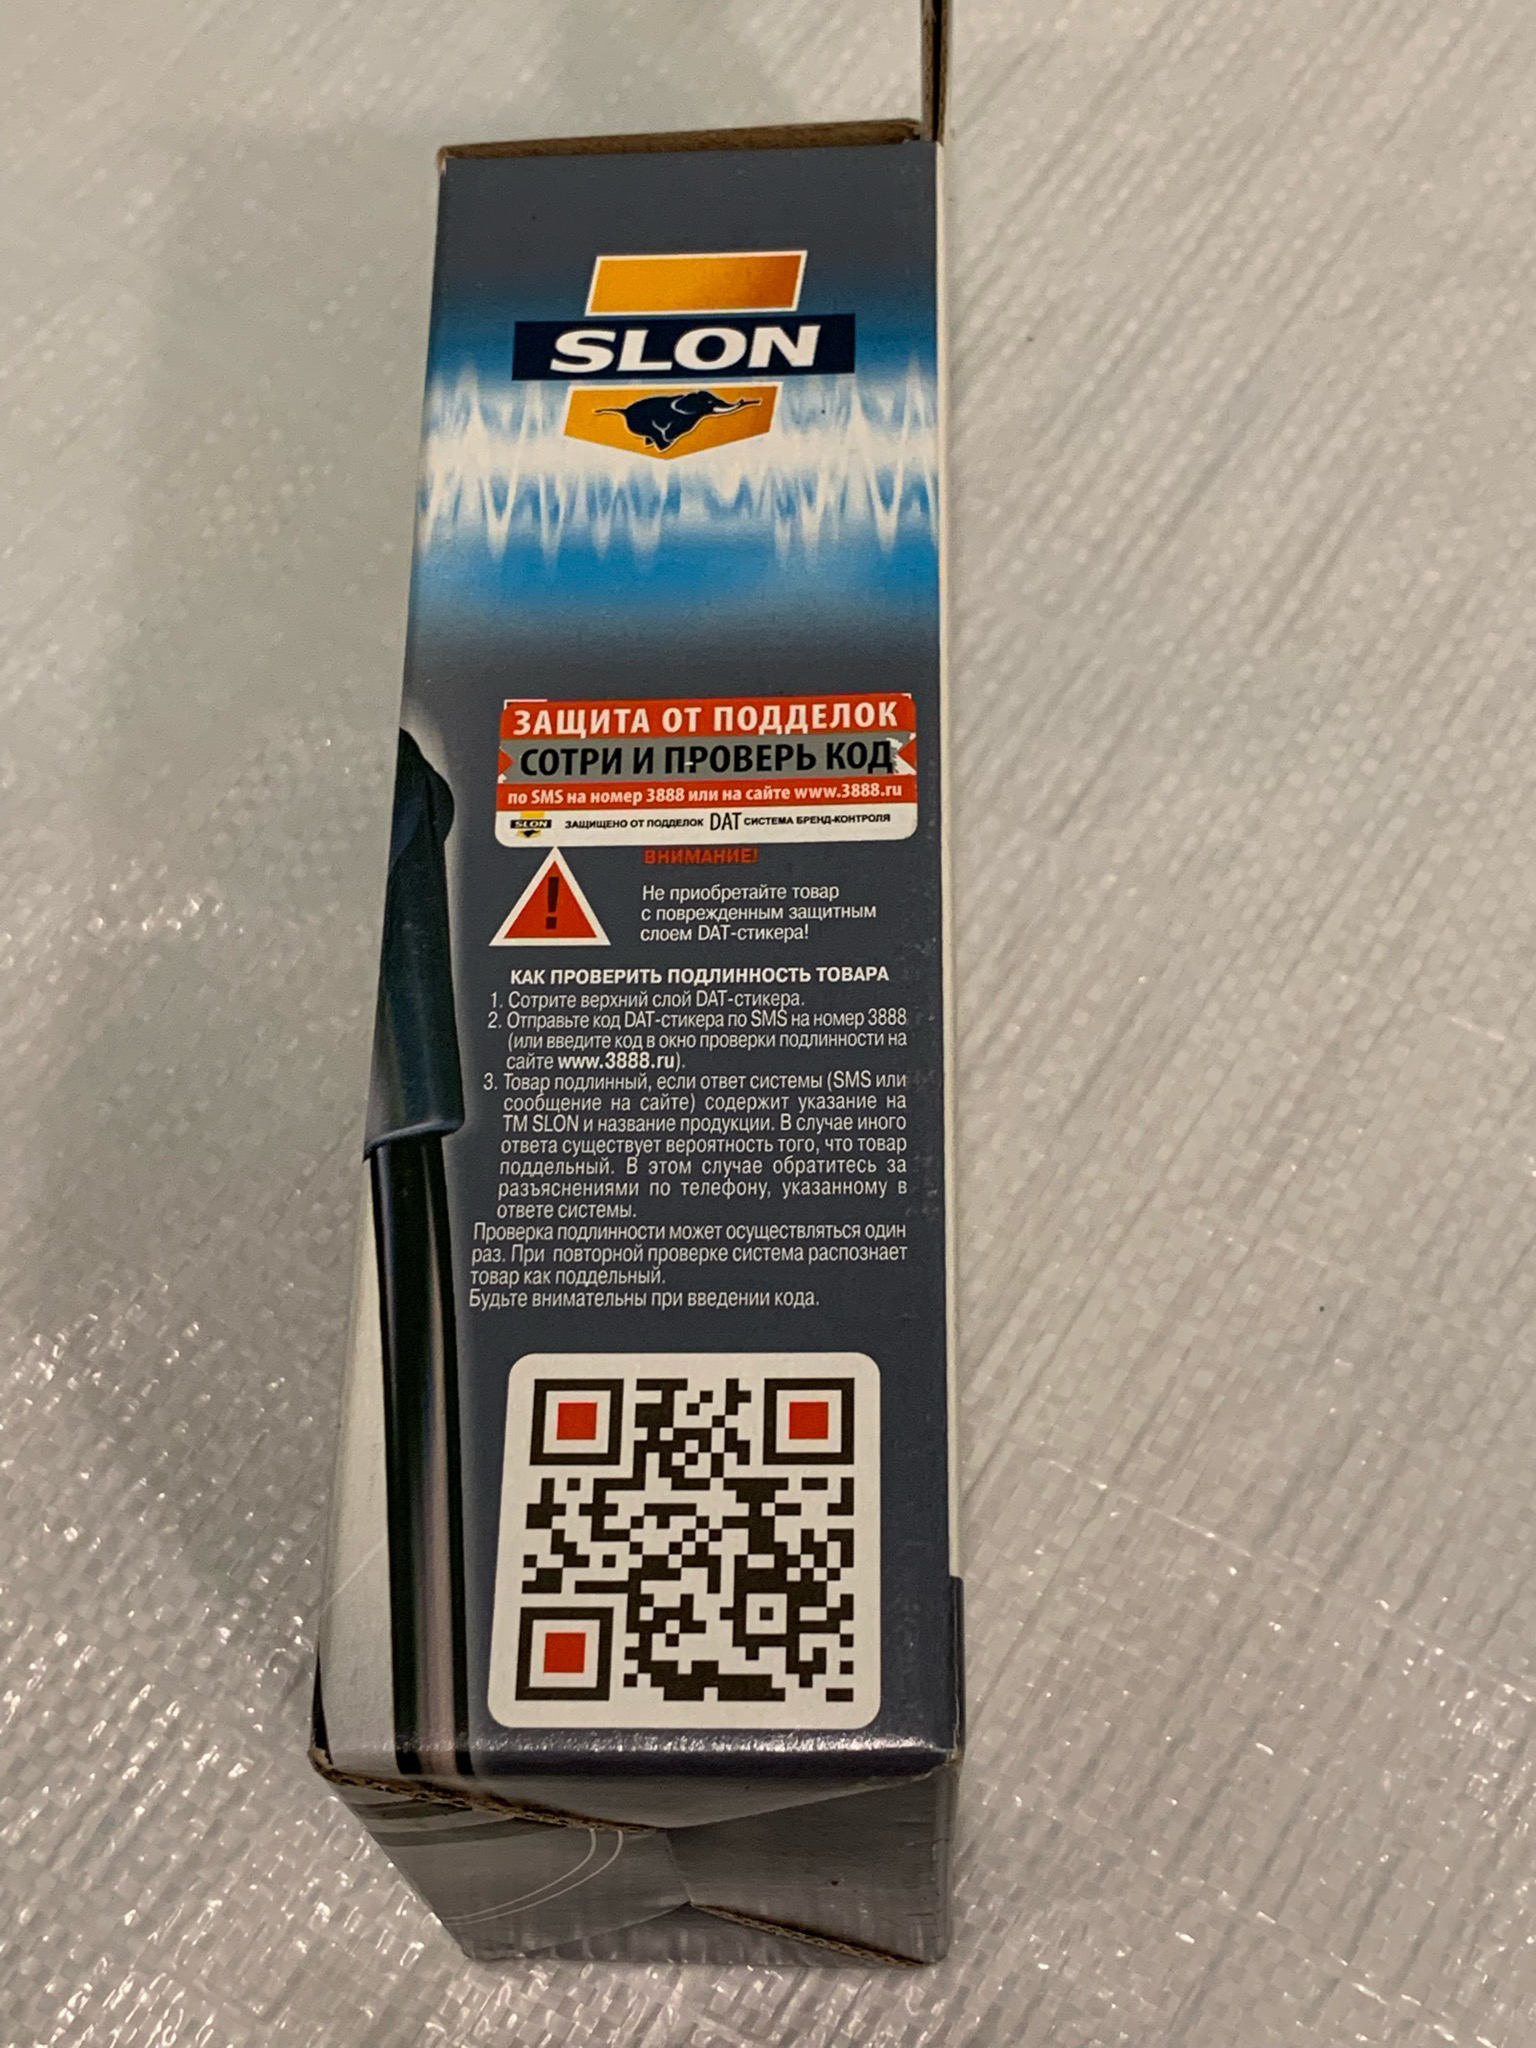 SLON
ЗАЩИТА ОТ ПОДДЕЛОК
СОТРИ И ПРОВЕРЬ КОД
по SMS на номер 3888 или на сайте www.3888.ru
SLON ЗАЩИЩЕНО ОТ ПОДДЕЛОК DAT СИСТЕМА БРЕНД-КОНТРОЛЯ
ВНИМАНИЕ!
Не приобретайте товар
с поврежденным защитным
слоем DAT-стикера!
КАК ПРОВЕРИТЬ ПОДЛИННОСТЬ ТОВАРА
1. Сотрите верхний слой DAT-стикера.
2. Отправьте код DAT-стикера по SMS на номер 3888
(или введите код в окно проверки подлинности на
сайте www.3888.ru).
3. Товар подлинный, если ответ системы (SMS или
сообщение на сайте) содержит указание на
ТМ SLON и название продукции. В случае иного
ответа существует вероятность того, что товар
поддельный. В этом случае обратитесь за
разъяснениями по телефону, указанному в
ответе системы.
Проверка подлинности может осуществляться один
раз. При повторной проверке система распознает
товар как поддельный.
Будьте внимательны при введении кода.